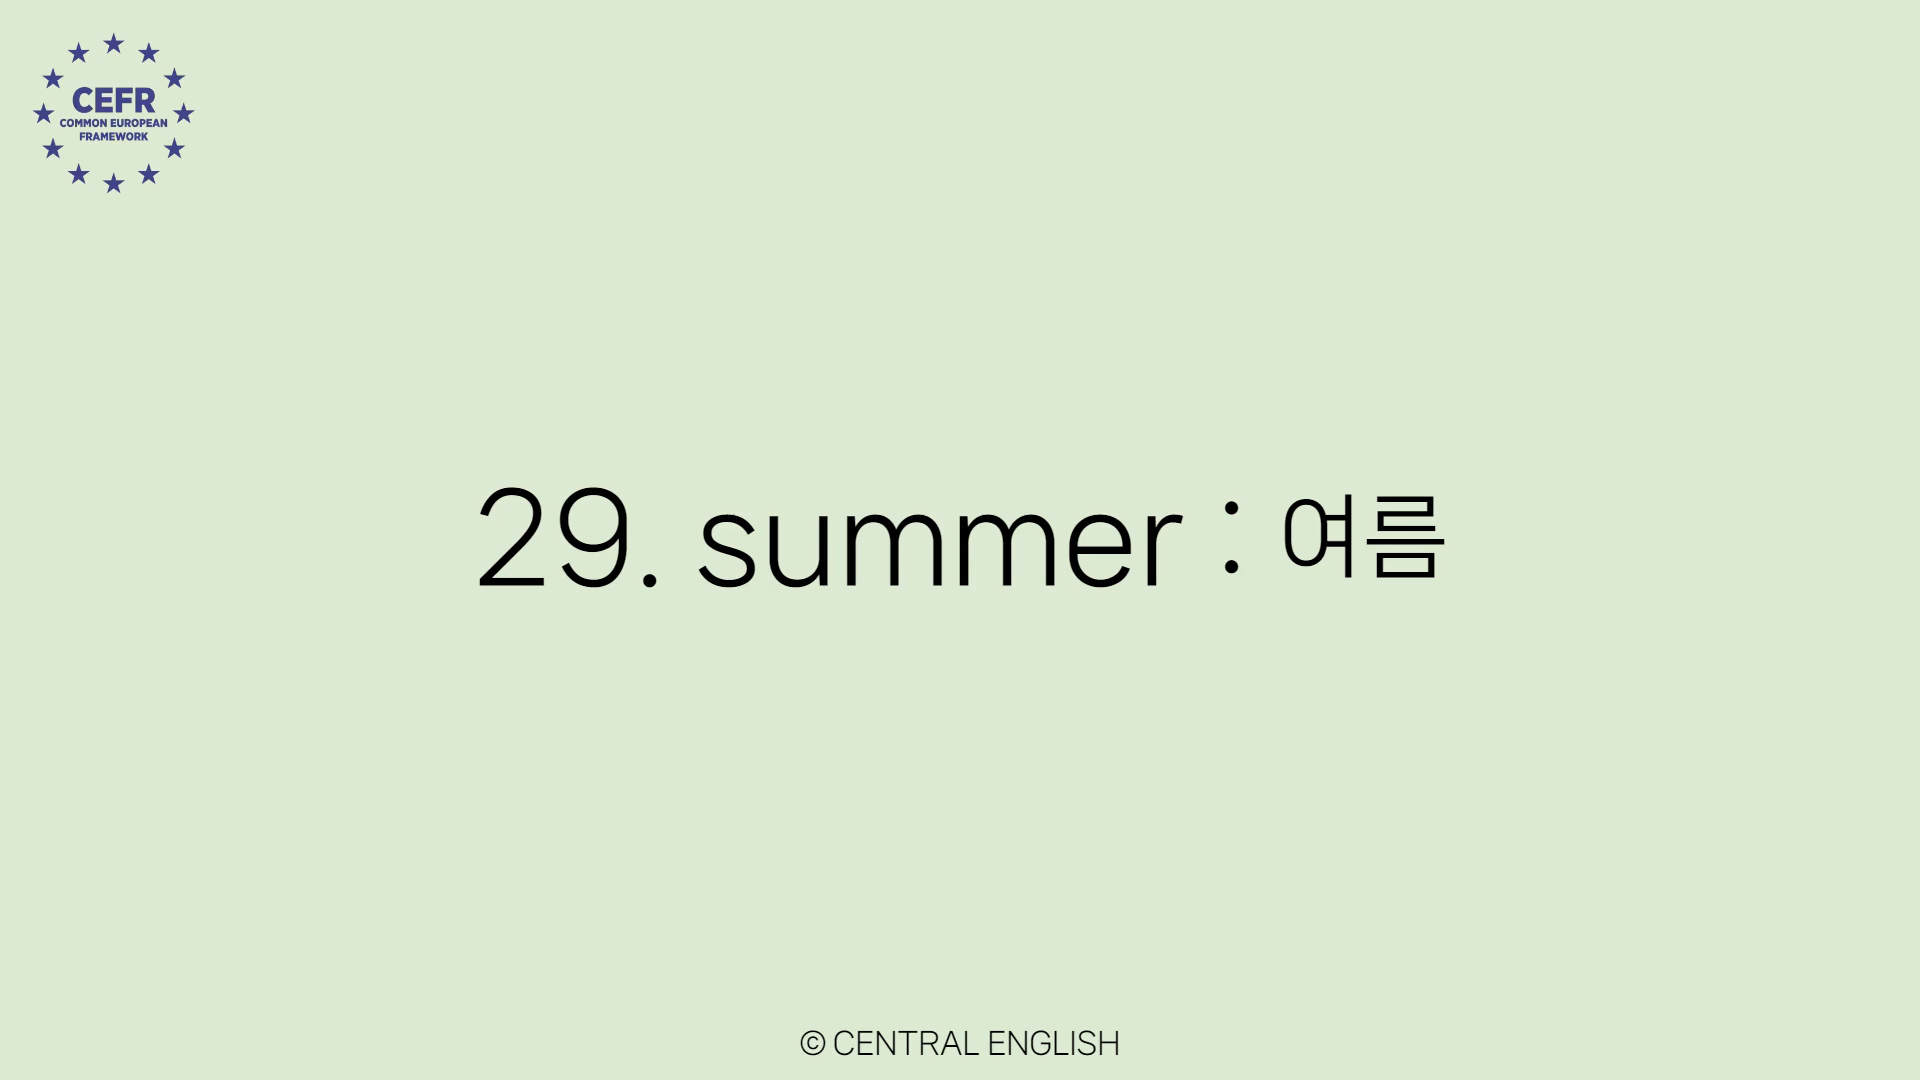 CEFR
COMMON EUROPEAN
FRAMEWORK
29. summer : 여름
© CENTRAL ENGLISH